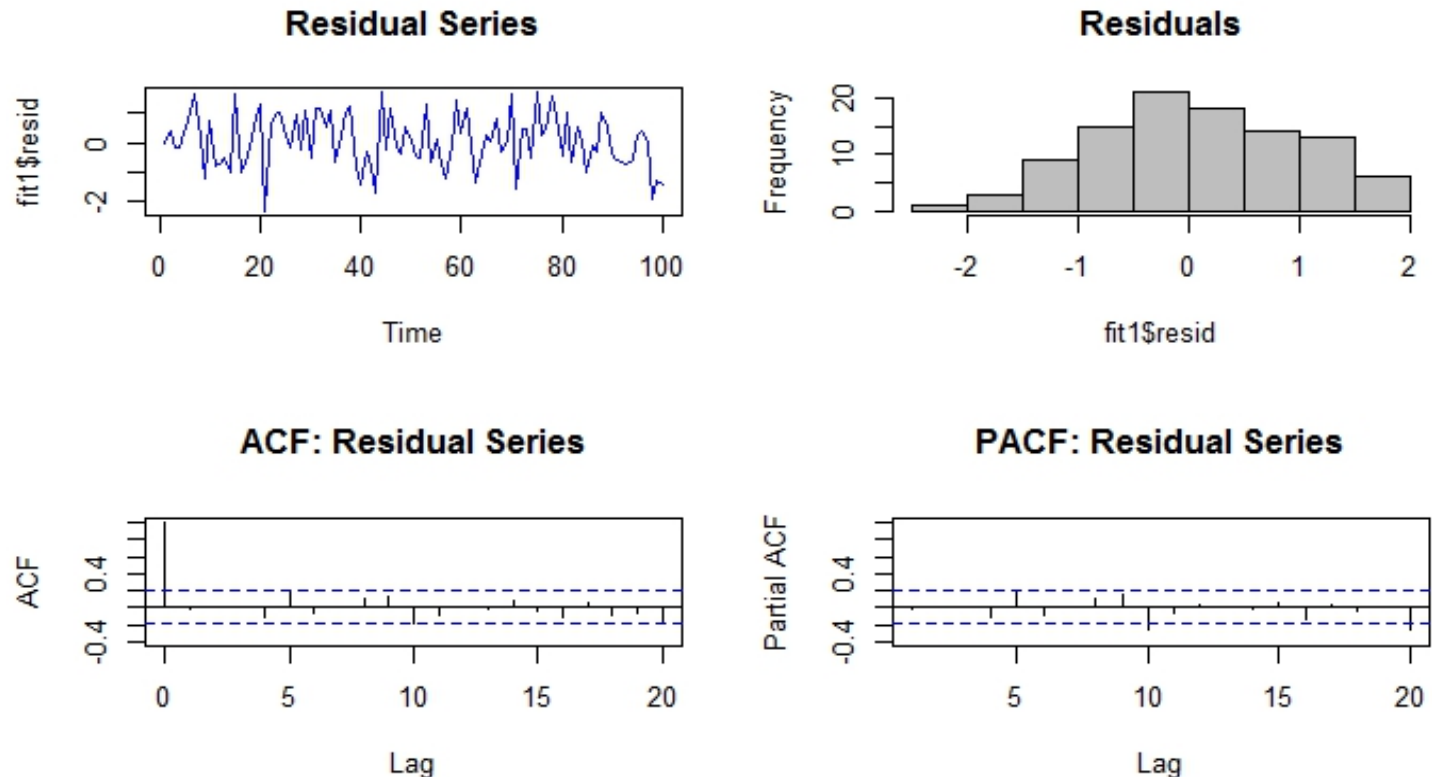 Residual Series
fit1$resid
0
-2
0 20 40 60 80 100
Time
Residuals
Frequency
20
10
0
-2 -1 0 1 2
fit1$resid
ACF: Residual Series
ACF
0.4
-0.4
0 5 10 15 20
Lag
PACF: Residual Series
Partial ACF
0.4
-0.4
5 10 15 20
Lag